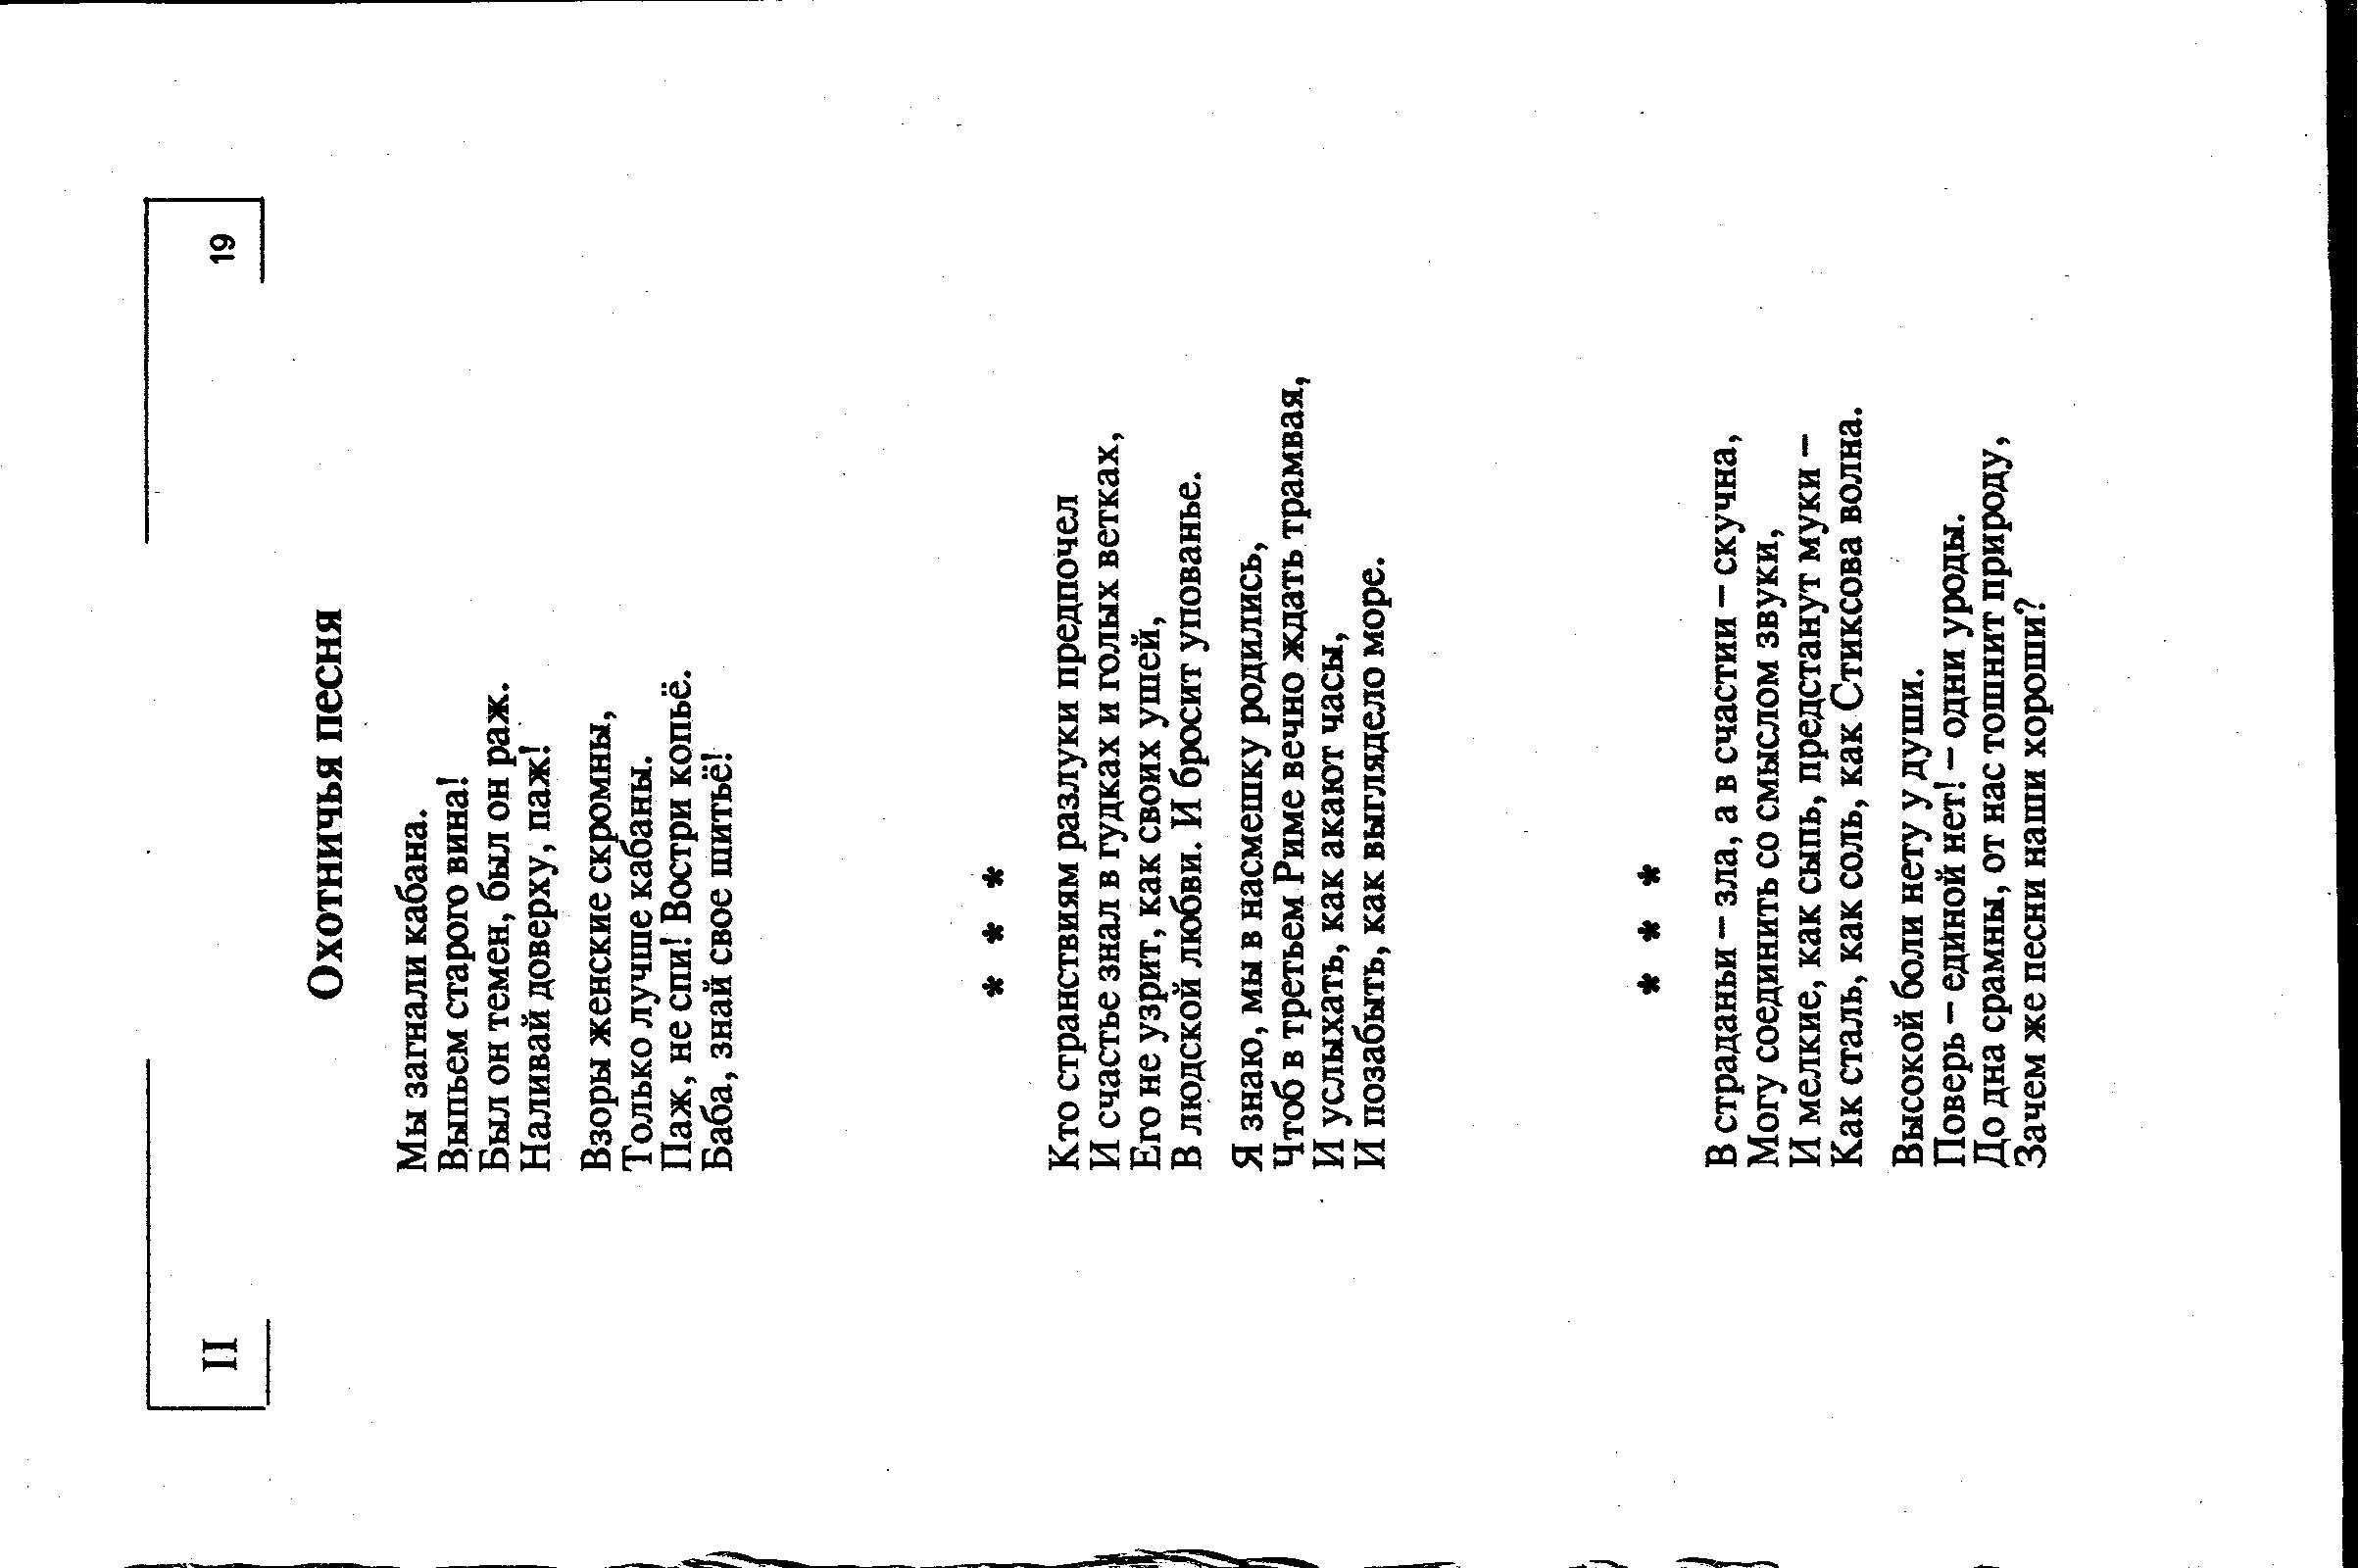 II
19
Охотничья песня
Мы загнали кабана.
Выпьем старого вина!
Был он темен, был он раж.
Наливай доверху, паж!
Взоры женские скромны,
Только лучше кабаны.
Паж, не спи! Востри копьё.
Баба, знай свое шитьё!
* * *
Кто странствиям разлуки предпочел
И счастье знал в гудках и голых ветках,
Его не узрит, как своих ушей,
В людской любви. И бросит упованье.
Я знаю, мы в насмешку родились,
Чтоб в третьем Риме вечно ждать трамвая,
И услыхать, как акают часы,
И позабыть, как выглядело море.
* * *
В страданьи – зла, а в счастии – скучна,
Могу соединить со смыслом звуки,
И мелкие, как сыпь, предстанут муки –
Как сталь, как соль, как Стиксова волна.
Высокой боли нету у души.
Поверь – единой нет! – одни уроды.
До дна срамны, от нас тошнит природу,
Зачем же песни наши хороши?